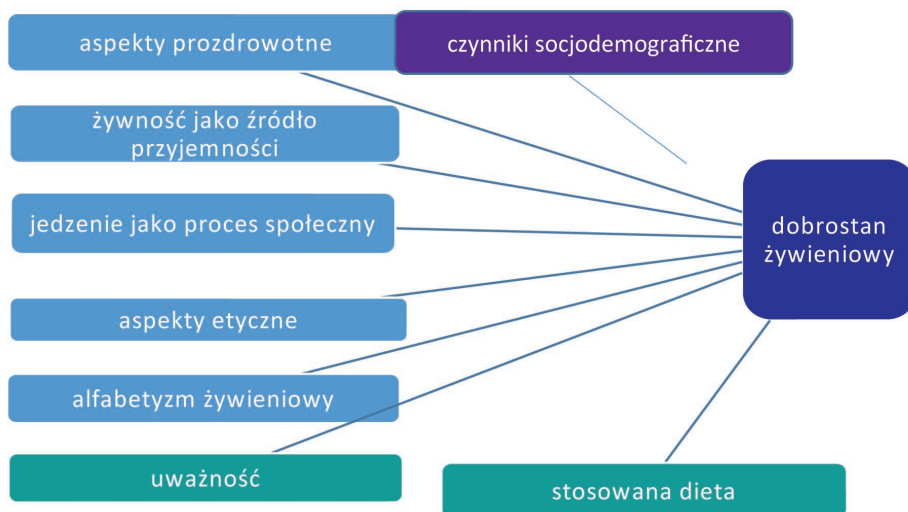 aspekty prozdrowotne
czynniki socjodemograficzne
żywność jako źródło
przyjemności
jedzenie jako proces społeczny
dobrostan
żywieniowy
aspekty etyczne
alfabetyzm żywieniowy
uważność
stosowana dieta